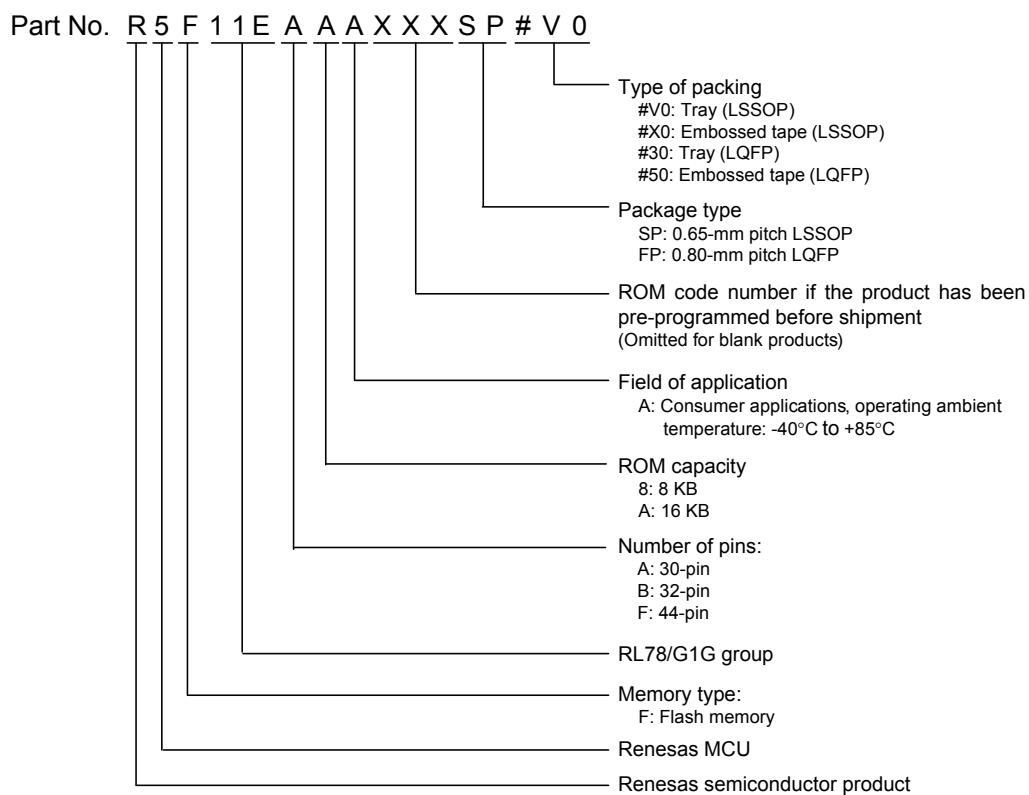 Part No. R 5 F 1 1 E A A A X X X S P # V 0
Type of packing
#V0: Tray (LSSOP)
#X0: Embossed tape (LSSOP)
#30: Tray (LQFP)
#50: Embossed tape (LQFP)
Package type
SP: 0.65-mm pitch LSSOP
FP: 0.80-mm pitch LQFP
ROM code number if the product has been
pre-programmed before shipment
(Omitted for blank products)
Field of application
A: Consumer applications, operating ambient
temperature: -40°C to +85°C
ROM capacity
8: 8 KB
A: 16 KB
Number of pins:
A: 30-pin
B: 32-pin
F: 44-pin
RL78/G1G group
Memory type:
F: Flash memory
Renesas MCU
Renesas semiconductor product